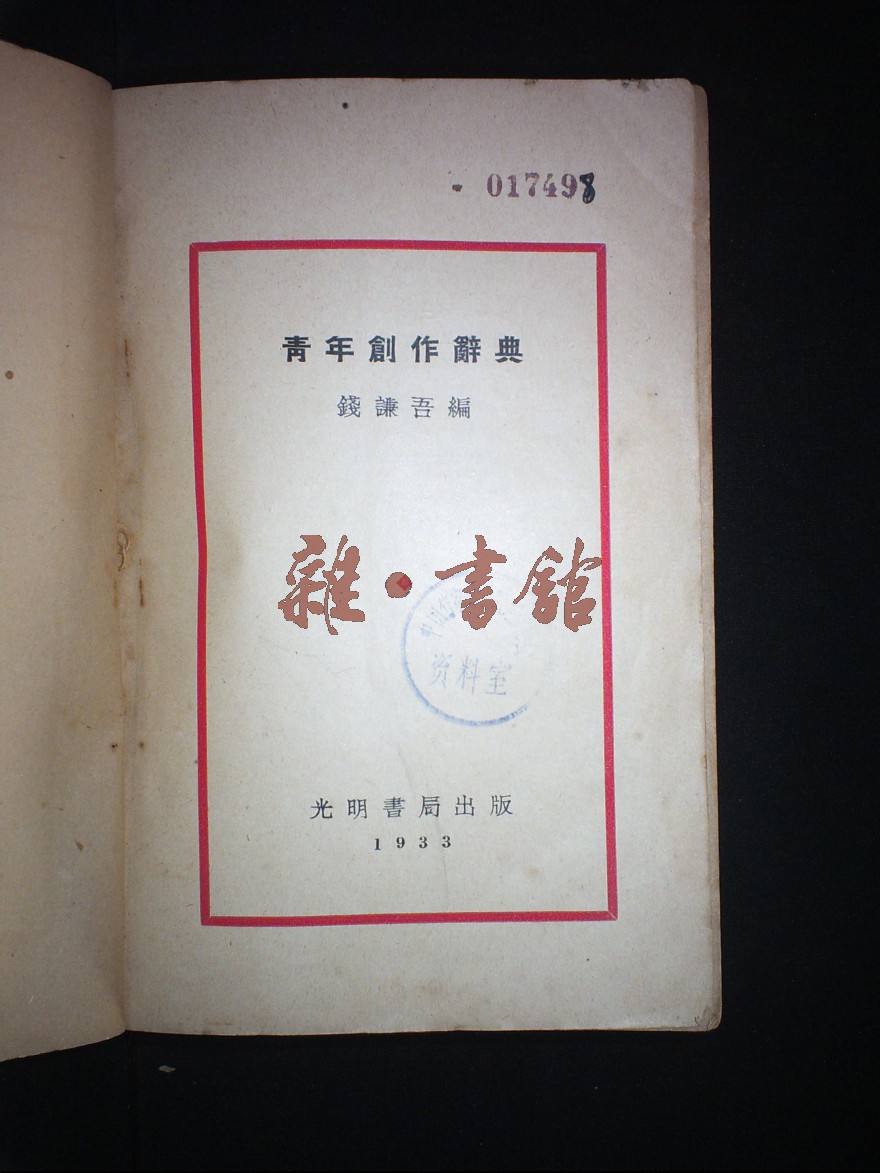 017498
青年創作辭典
錢謙吾編
雜·書館
资料室
光明書局出版
1933